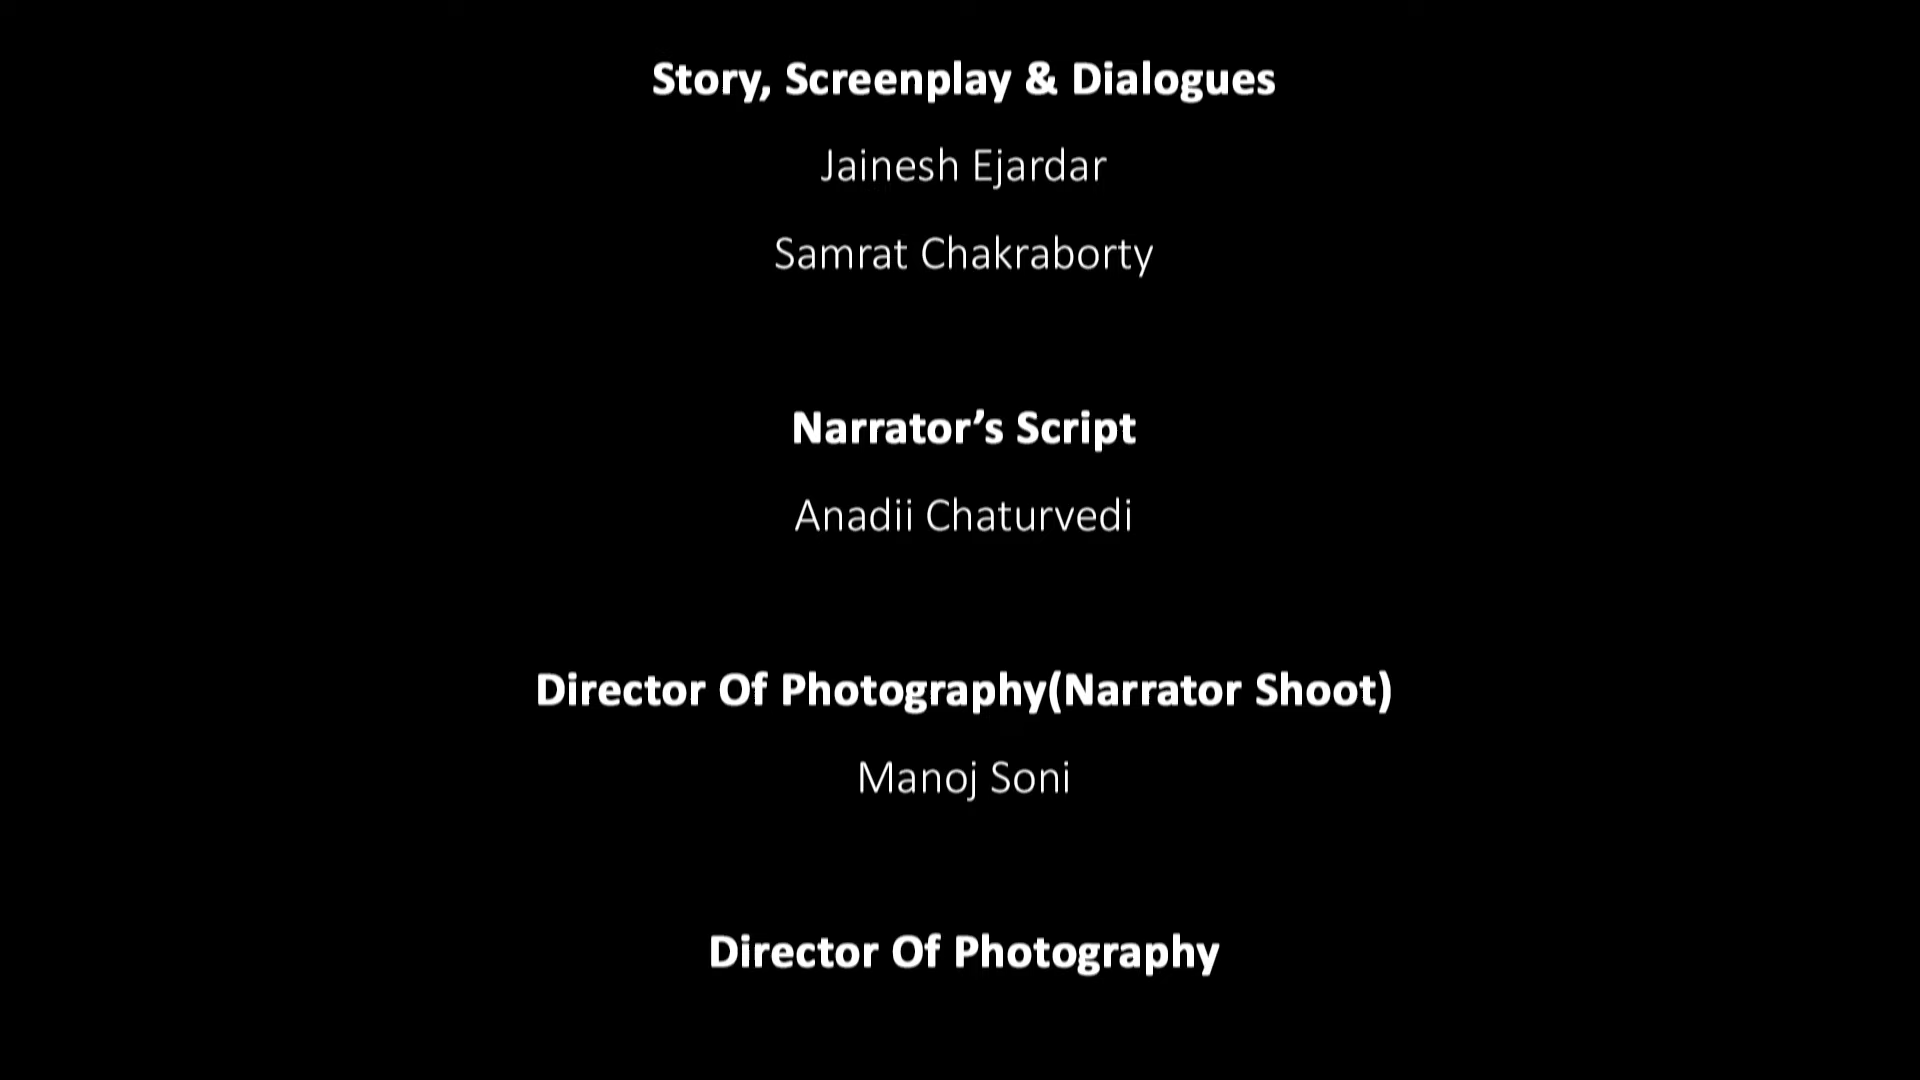 Story, Screenplay & Dialogues
Jainesh Ejardar
Samrat Chakraborty
Narrator’s Script
Anadii Chaturvedi
Director Of Photography(Narrator Shoot)
Manoj Soni
Director Of Photography